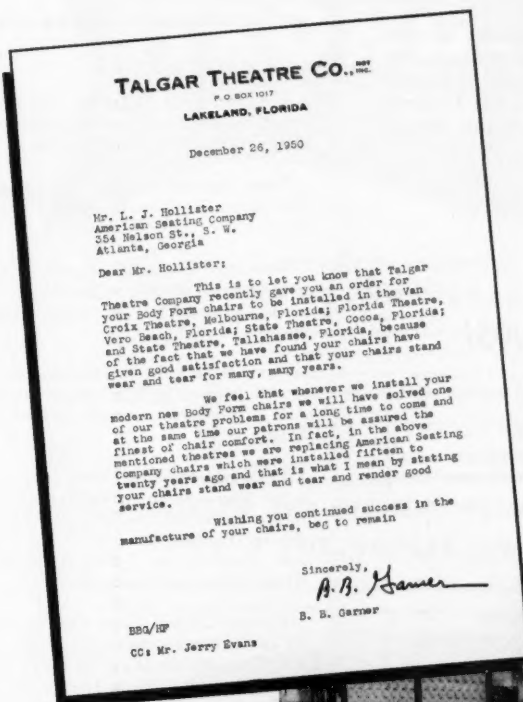 TALGAR THEATRE CO.,
INC.
P. O. BOX 1017
LAKELAND, FLORIDA
December 26, 1950
Mr. L. J. Hollister
American Seating Company
354 Nelson St., S. W.
Atlanta, Georgia
Dear Mr. Hollister:
This is to let you know that Talgar
Theatre Company recently gave you an order for
your Body Form chairs to be installed in the Van
Croix Theatre, Melbourne, Florida; Florida Theatre,
Vero Beach, Florida; State Theatre, Cocoa, Florida;
and State Theatre, Tallahassee, Florida, because
of the fact that we have found your chairs have
given good satisfaction and that your chairs stand
wear and tear for many, many years.
We feel that whenever we install your
modern new Body Form chairs we will have solved one
of our theatre problems for a long time to come and
at the same time our patrons will be assured the
finest of chair comfort. In fact, in the above
mentioned theatres we are replacing American Seating
Company chairs which were installed fifteen to
twenty years ago and that is what I mean by stating
your chairs stand wear and tear and render good
service.
Wishing you continued success in the
manufacture of your chairs, beg to remain
Sincerely,
B. B. Garner
B. B. Garner
BBG/HF
CC: Mr. Jerry Evans